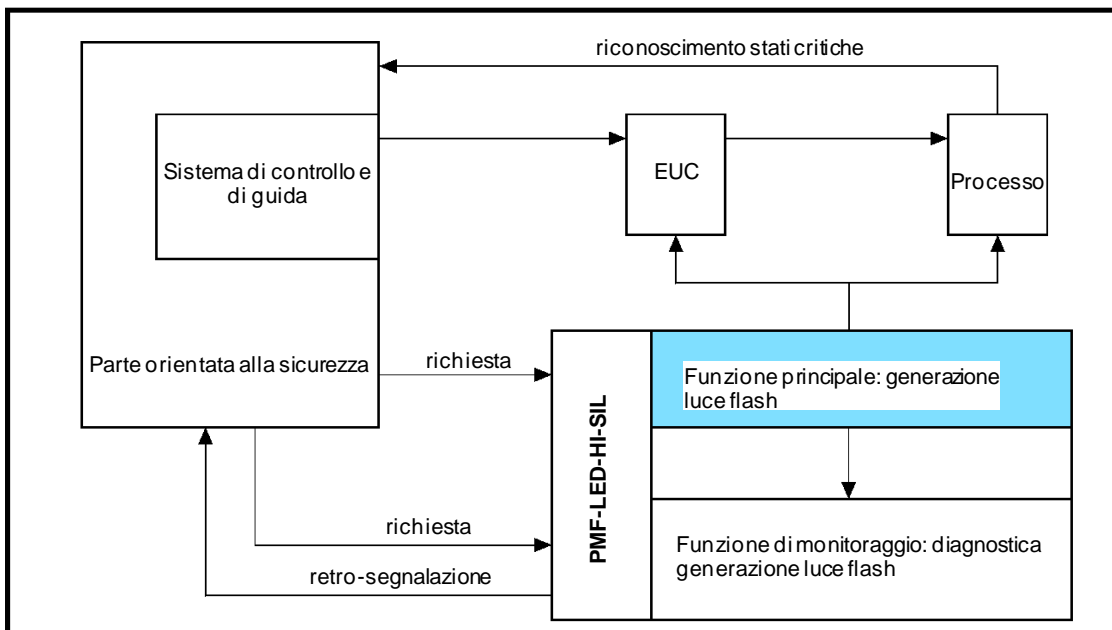 riconoscimento stati critiche
Sistema di controllo e
di guida
EUC
Processo
Parte orientata alla sicurezza
richiesta
Funzione principale: generazione
luce flash
PMF-LED-HI-SIL
richiesta
Funzione di monitoraggio: diagnostica
generazione luce flash
retro-segnalazione